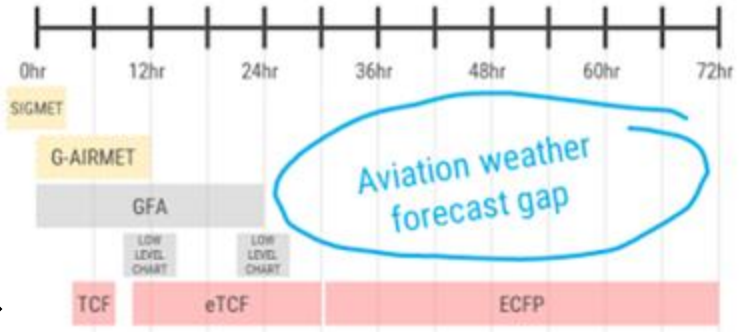 0hr 12hr 24hr 36hr 48hr 60hr 72hr
SIGMET
G-AIRMET
Aviation weather
forecast gap
GFA
LOW
LEVEL
CHART
LOW
LEVEL
CHART
TCF eTCF ECFP